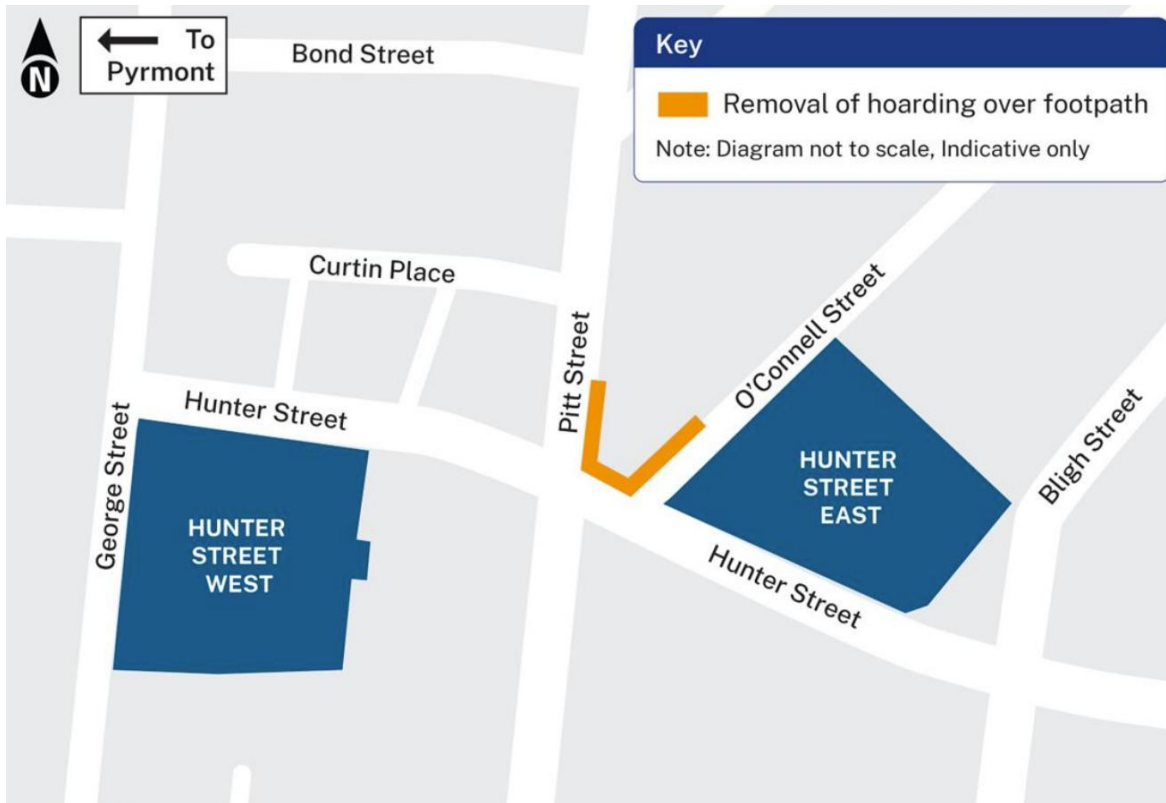 N
← To
Pyrmont
Bond Street
Key
Removal of hoarding over footpath
Note: Diagram not to scale, Indicative only
Curtin Place
Pitt Street
O'Connell Street
Hunter Street
George Street
Bligh Street
HUNTER
STREET
WEST
HUNTER
STREET
EAST
Hunter Street